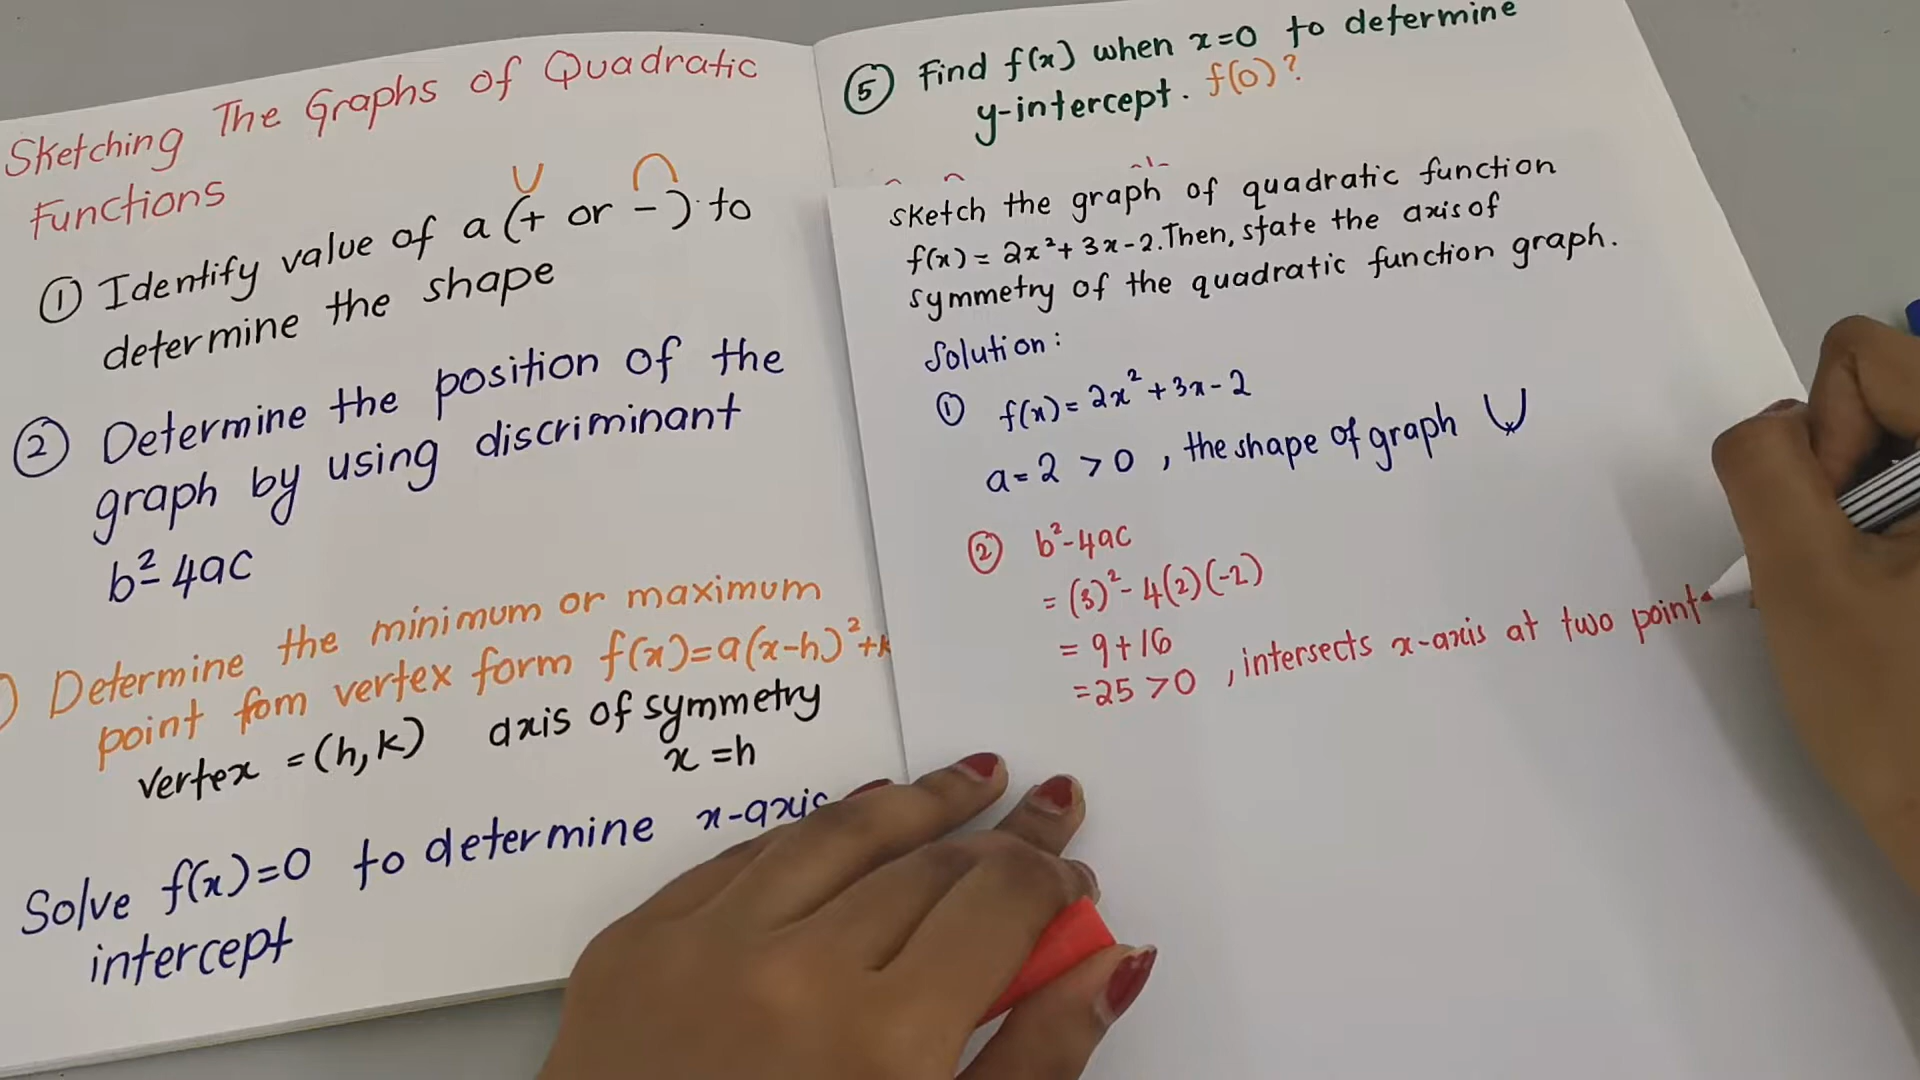 Sketching The Graphs of Quadratic
Functions
① Identify value of a (+ or -) to
determine the shape
② Determine the position of the
graph by using discriminant
b²-4ac
Determine the minimum or maximum
point fom vertex form f(x)=a(x-h)²+k
vertex =(h,k) axis of symmetry
x=h
Solve f(x)=0 to determine x-axis
intercept
⑤ Find f(x) when x=0 to determine
y-intercept. f(0)?
sketch the graph of quadratic function
f(x)=2x²+3x-2.Then, state the axis of
symmetry of the quadratic function graph.
Solution:
① f(x)=2x²+3x-2
a=2 >0, the shape of graph
② b²-4ac
=(3)²-4(2)(-2)
=9+16
=25>0, intersects x-axis at two point